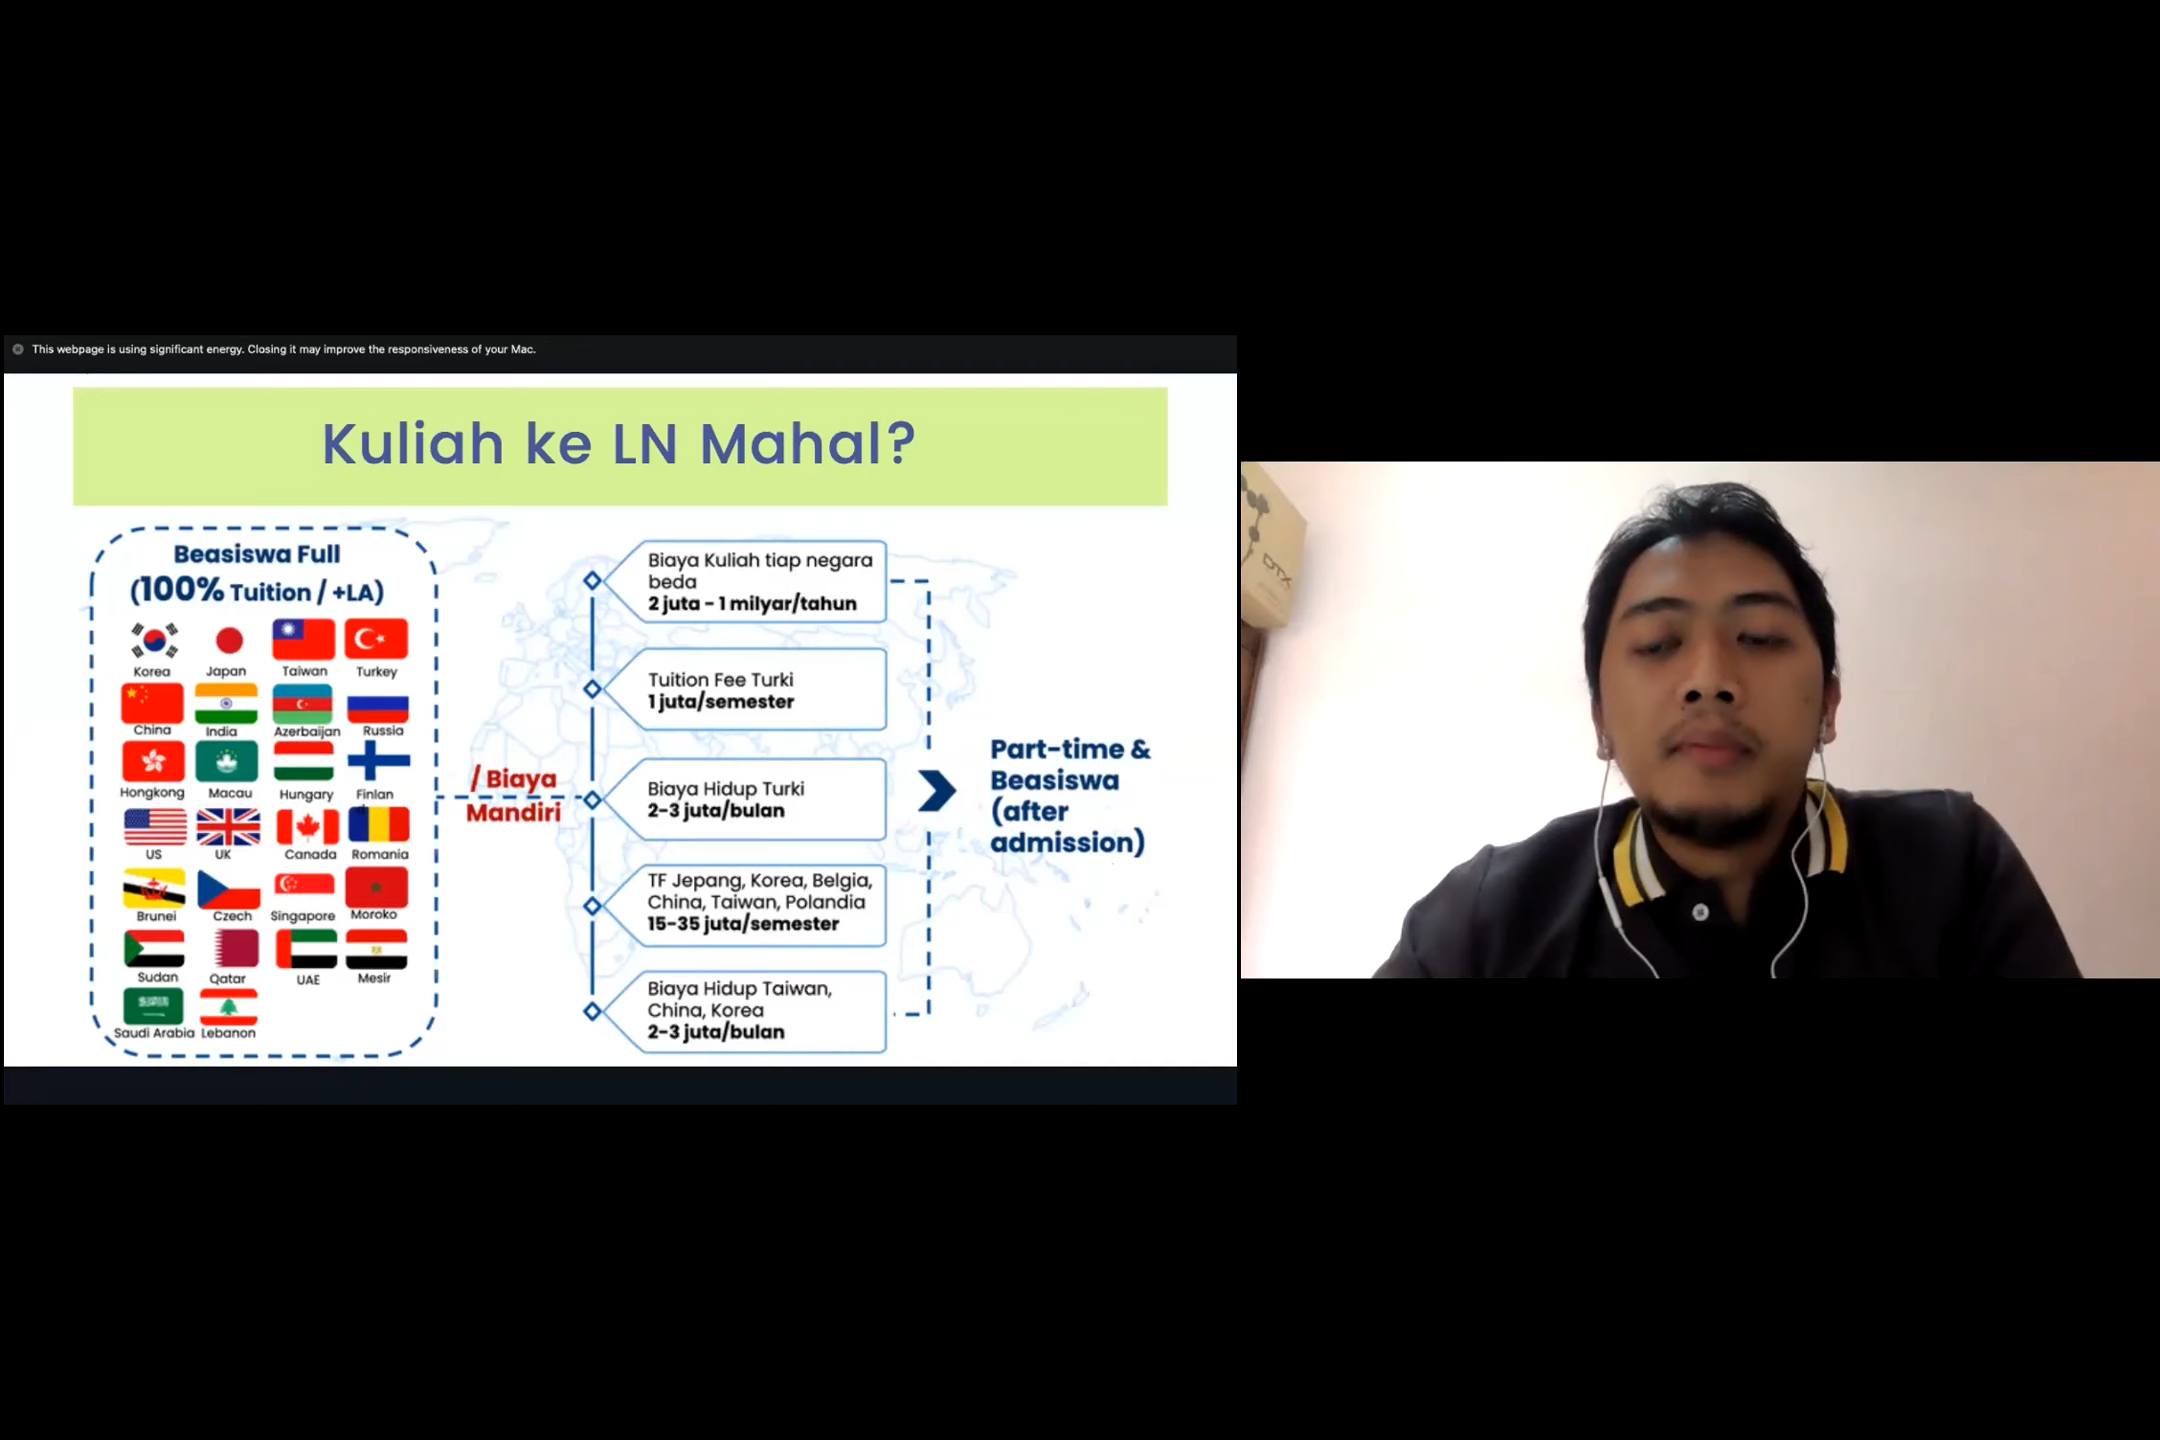 This webpage is using significant energy. Closing it may improve the responsiveness of your Mac.
Kuliah ke LN Mahal?
Beasiswa Full
(100% Tuition / +LA)
Korea Japan Taiwan Turkey
China India Azerbaijan Russia
Hongkong Macau Hungary Finlan
US UK Canada Romania
Brunei Czech Singapore Moroko
Sudan Qatar UAE Mesir
Saudi Arabia Lebanon
/ Biaya
Mandiri
Biaya Kuliah tiap negara
beda
2 juta - 1 milyar/tahun
Tuition Fee Turki
1 juta/semester
Biaya Hidup Turki
2-3 juta/bulan
TF Jepang, Korea, Belgia,
China, Taiwan, Polandia
15-35 juta/semester
Biaya Hidup Taiwan,
China, Korea
2-3 juta/bulan
Part-time &
Beasiswa
(after
admission)
DTX